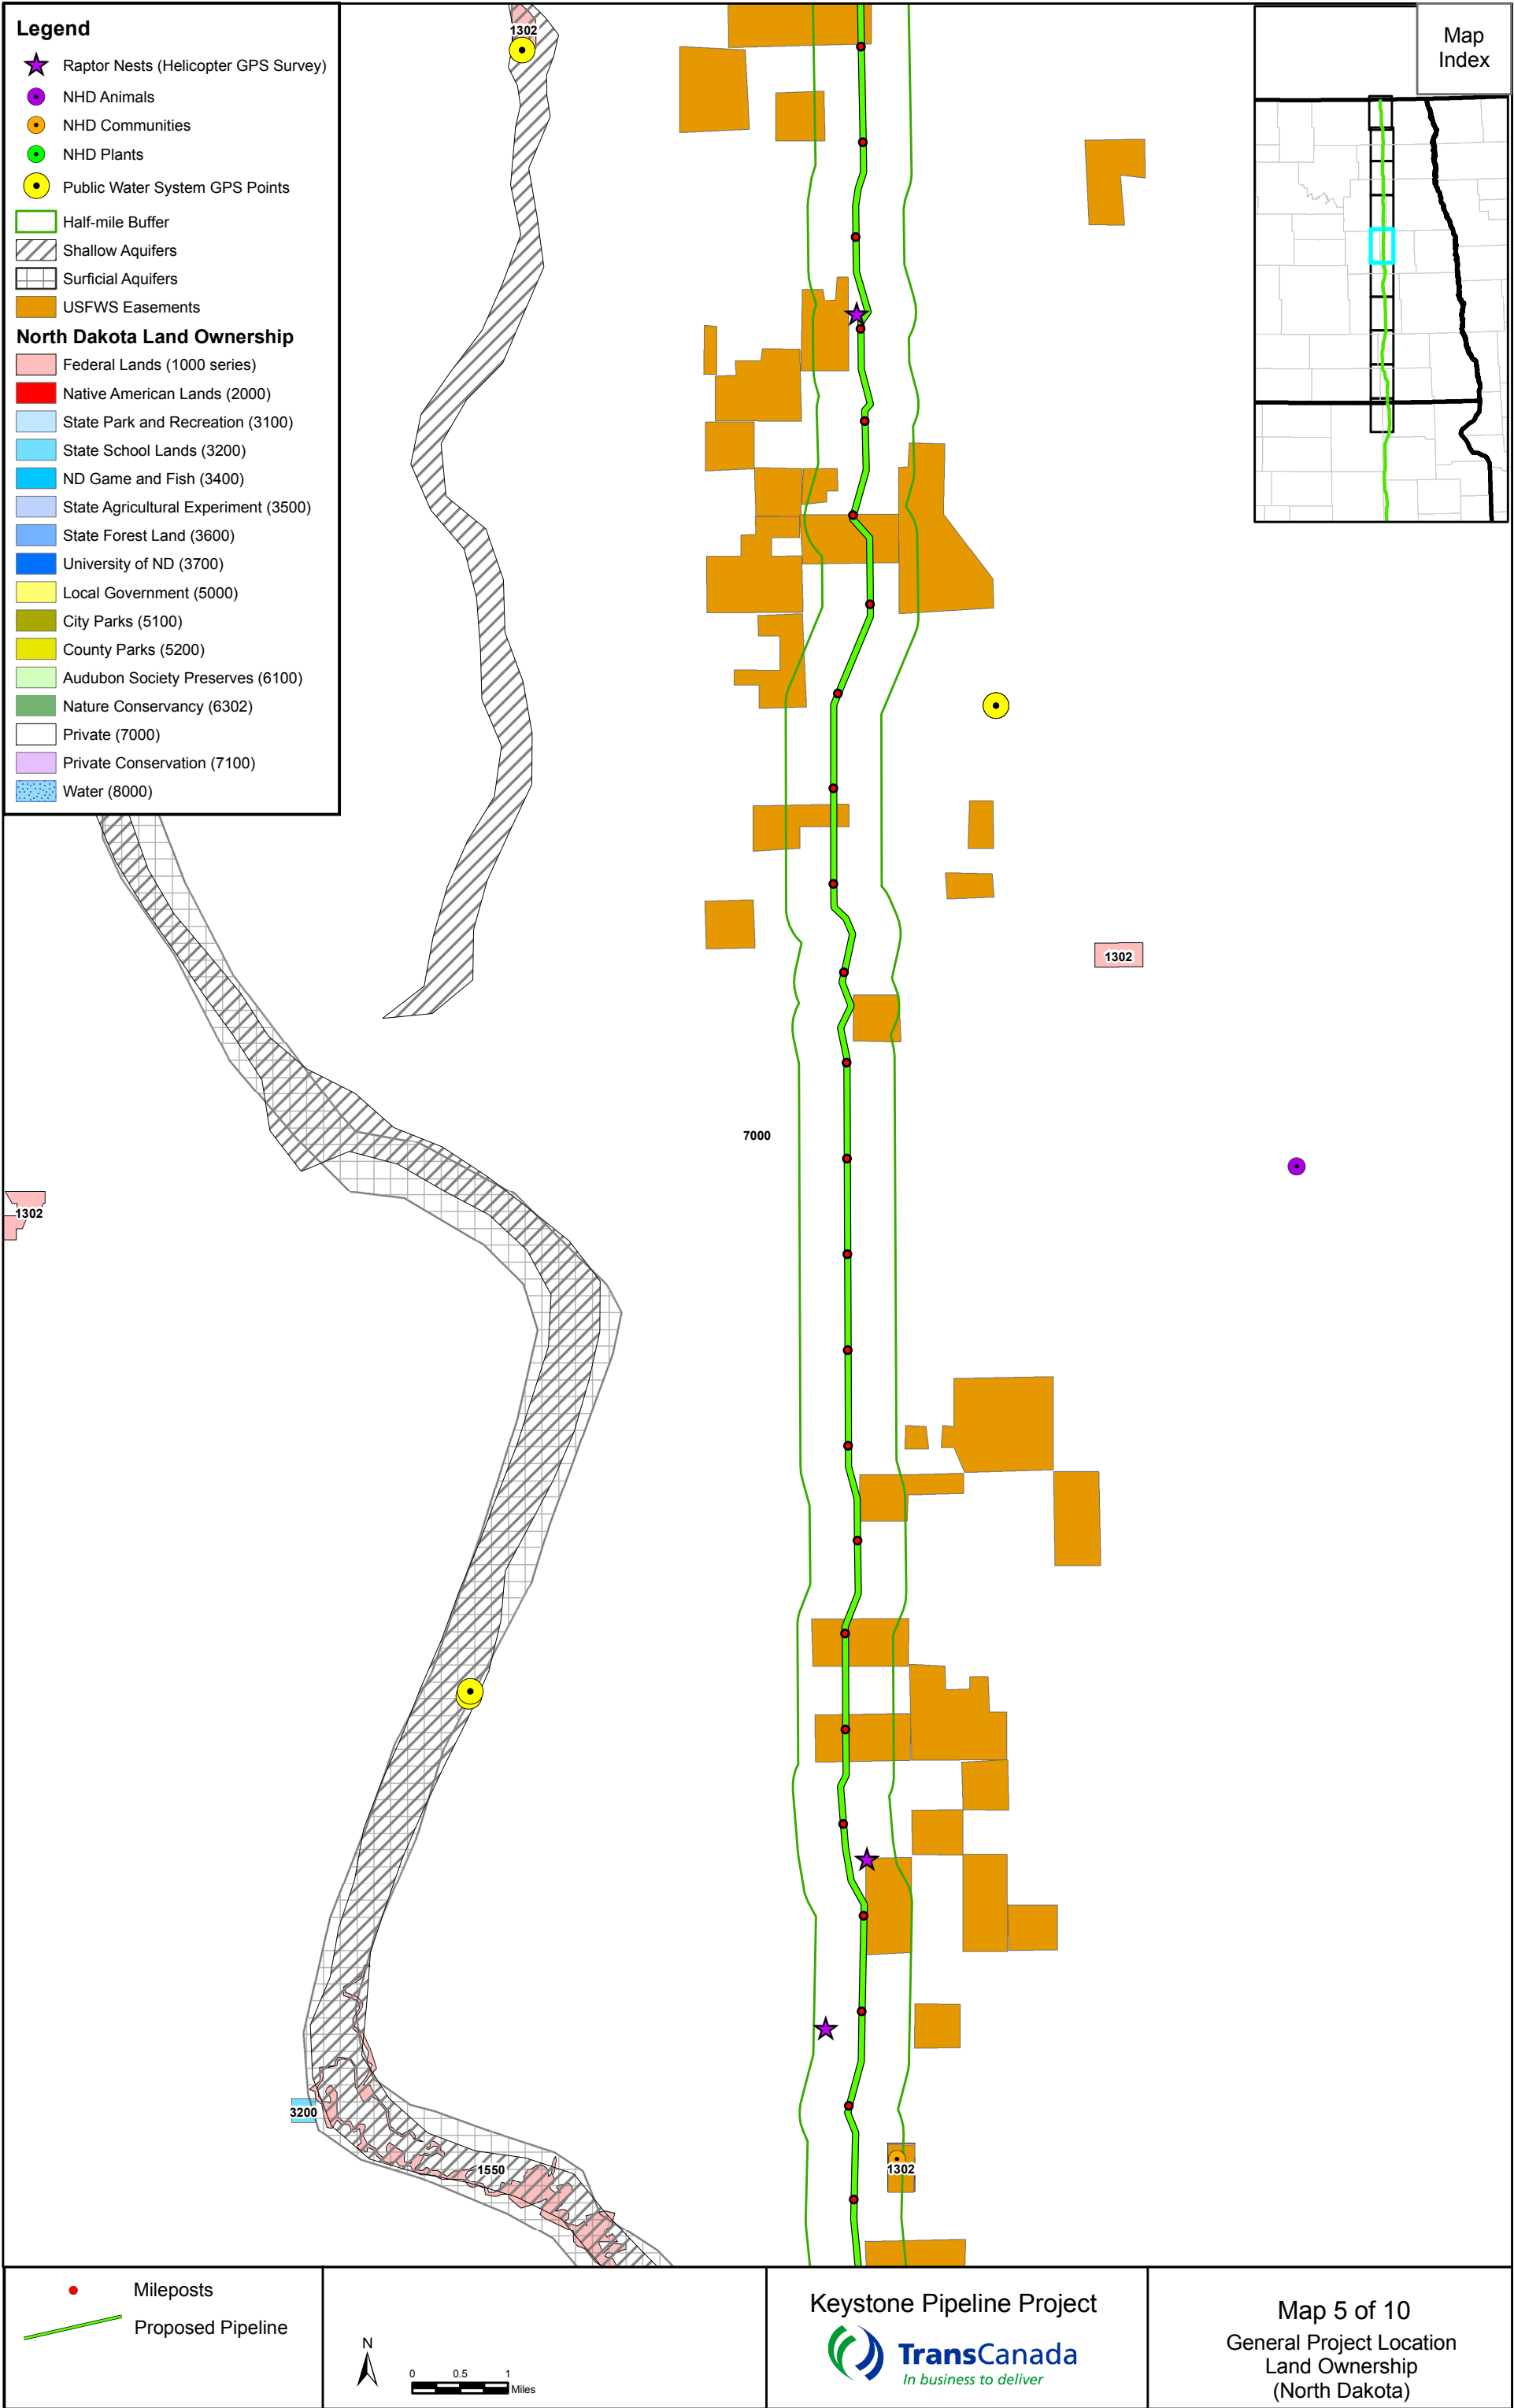 Legend
Raptor Nests (Helicopter GPS Survey)
NHD Animals
NHD Communities
NHD Plants
Public Water System GPS Points
Half-mile Buffer
Shallow Aquifers
Surficial Aquifers
USFWS Easements
North Dakota Land Ownership
Federal Lands (1000 series)
Native American Lands (2000)
State Park and Recreation (3100)
State School Lands (3200)
ND Game and Fish (3400)
State Agricultural Experiment (3500)
State Forest Land (3600)
University of ND (3700)
Local Government (5000)
City Parks (5100)
County Parks (5200)
Audubon Society Preserves (6100)
Nature Conservancy (6302)
Private (7000)
Private Conservation (7100)
Water (8000)
1302
Map
Index
1302
7000
1302
3200
1550
1302
Mileposts
Proposed Pipeline
N
0 0.5 1
Miles
Keystone Pipeline Project
TransCanada
In business to deliver
Map 5 of 10
General Project Location
Land Ownership
(North Dakota)